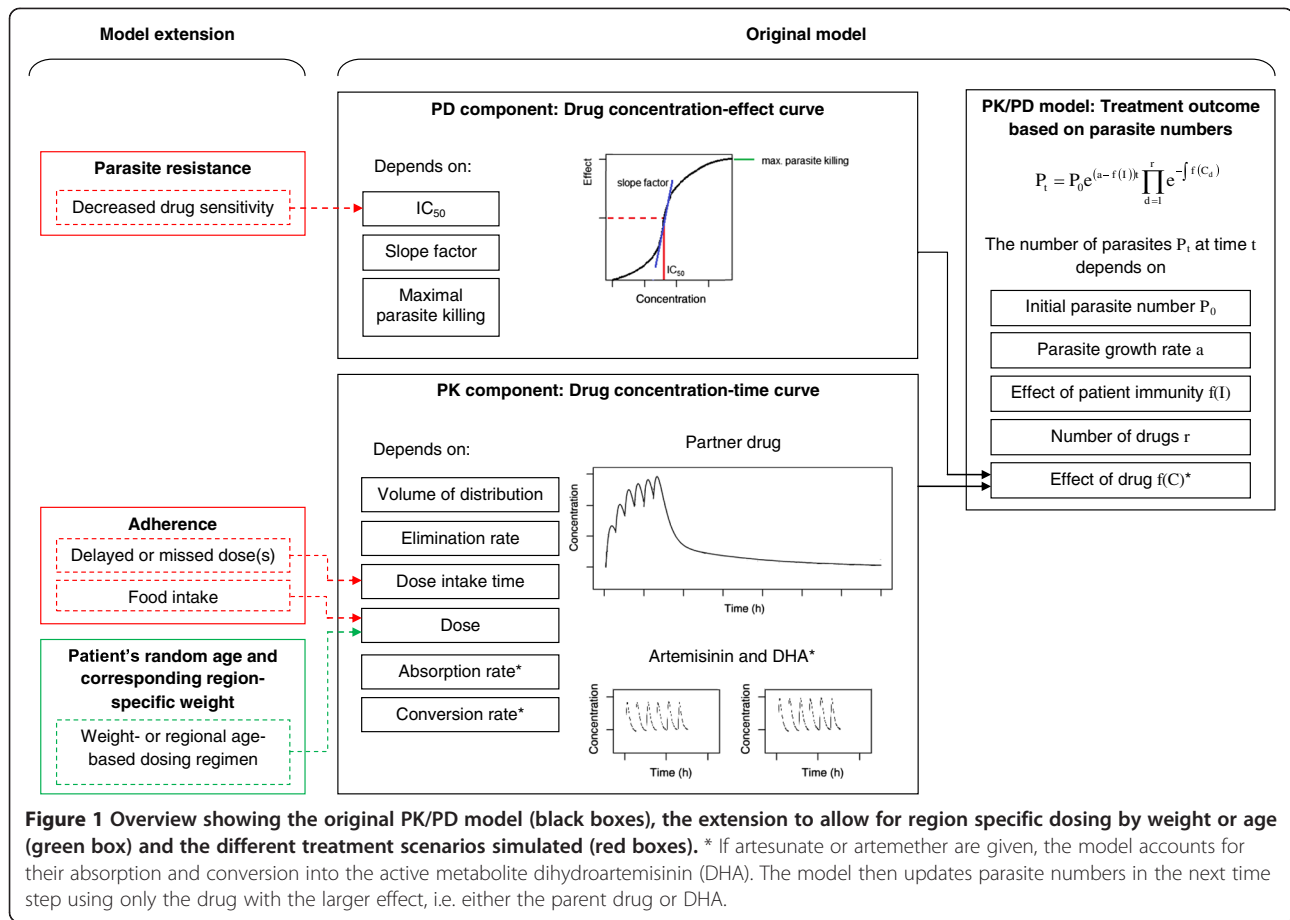 Model extension
Original model
Parasite resistance
Decreased drug sensitivity
Adherence
Delayed or missed dose(s)
Food intake
Patient's random age and
corresponding region-
specific weight
Weight- or regional age-
based dosing regimen
PD component: Drug concentration-effect curve
Depends on:
IC50
Slope factor
Maximal
parasite killing
Effect
slope factor
max. parasite killing
IC50
Concentration
PK component: Drug concentration-time curve
Depends on:
Volume of distribution
Elimination rate
Dose intake time
Dose
Absorption rate*
Conversion rate*
Partner drug
Concentration
Time (h)
Artemisinin and DHA*
Concentration
Time (h)
Concentration
Time (h)
PK/PD model: Treatment outcome
based on parasite numbers
P_t = P_0 e^{(a−f(I))t} ∏_{d=1}^{r} e^{−∫f(C_d)}
The number of parasites P_t at time t
depends on
Initial parasite number P_0
Parasite growth rate a
Effect of patient immunity f(I)
Number of drugs r
Effect of drug f(C)*
Figure 1 Overview showing the original PK/PD model (black boxes), the extension to allow for region specific dosing by weight or age
(green box) and the different treatment scenarios simulated (red boxes). * If artesunate or artemether are given, the model accounts for
their absorption and conversion into the active metabolite dihydroartemisinin (DHA). The model then updates parasite numbers in the next time
step using only the drug with the larger effect, i.e. either the parent drug or DHA.